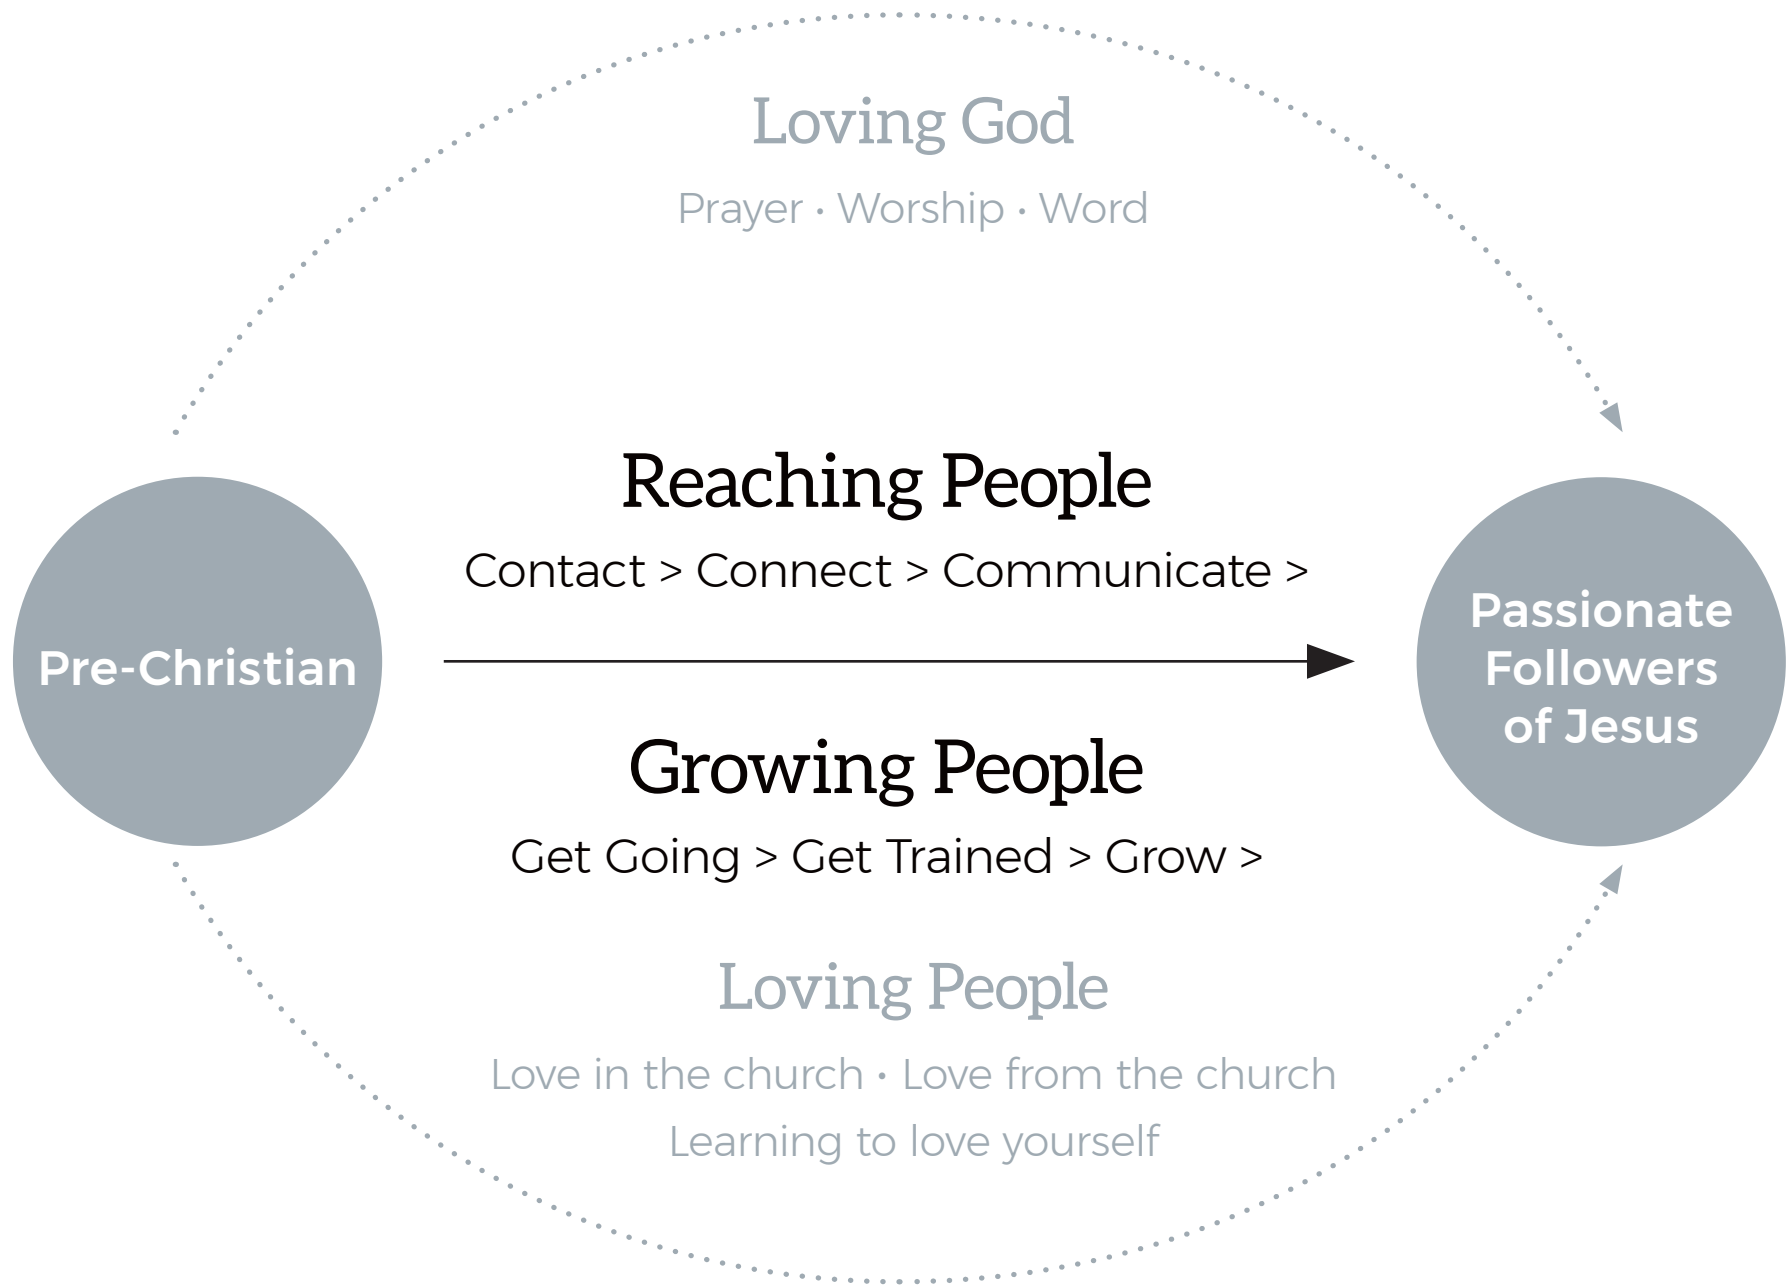 Loving God
Prayer · Worship · Word
Reaching People
Contact > Connect > Communicate >
Pre-Christian
Passionate
Followers
of Jesus
Growing People
Get Going > Get Trained > Grow >
Loving People
Love in the church · Love from the church
Learning to love yourself